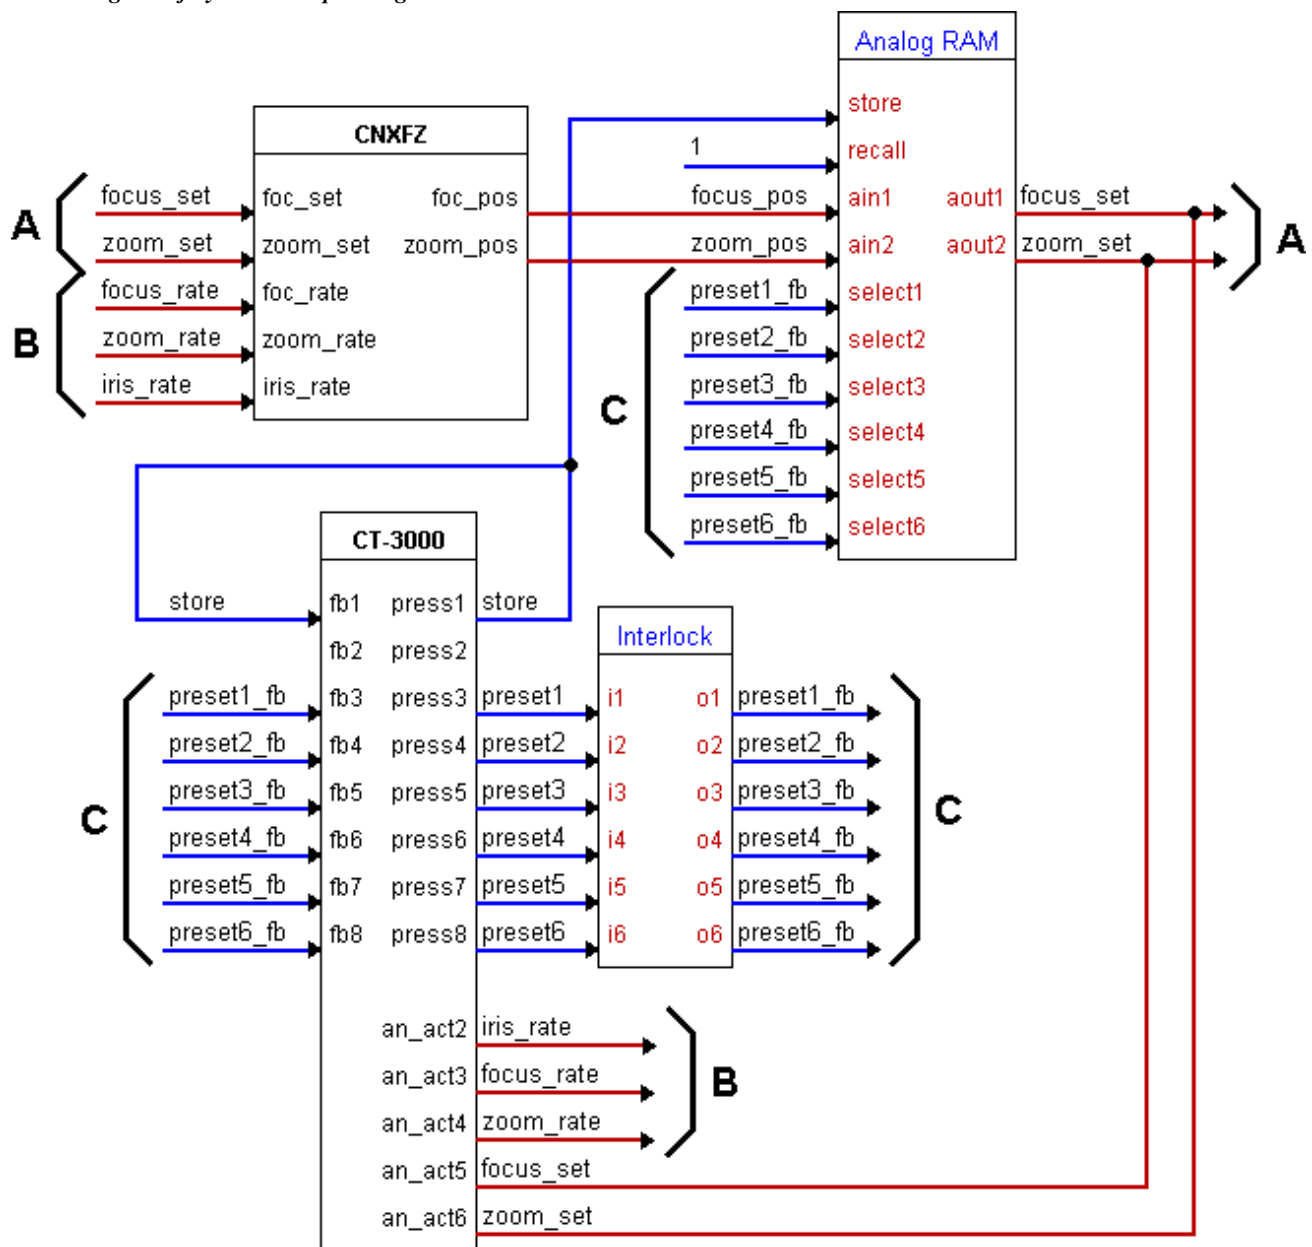 Analog RAM
store
recall
ain1
ain2
select1
select2
select3
select4
select5
select6
aout1
aout2
1
focus_pos
zoom_pos
preset1_fb
preset2_fb
preset3_fb
preset4_fb
preset5_fb
preset6_fb
C
focus_set
zoom_set
A
CNXFZ
A
focus_set
zoom_set
B
focus_rate
zoom_rate
iris_rate
foc_set
zoom_set
foc_rate
zoom_rate
iris_rate
foc_pos
zoom_pos
CT-3000
store
C
preset1_fb
preset2_fb
preset3_fb
preset4_fb
preset5_fb
preset6_fb
fb1
fb2
fb3
fb4
fb5
fb6
fb7
fb8
press1
press2
press3
press4
press5
press6
press7
press8
store
preset1
preset2
preset3
preset4
preset5
preset6
Interlock
i1
i2
i3
i4
i5
i6
o1
o2
o3
o4
o5
o6
preset1_fb
preset2_fb
preset3_fb
preset4_fb
preset5_fb
preset6_fb
C
an_act2
an_act3
an_act4
an_act5
an_act6
iris_rate
focus_rate
zoom_rate
focus_set
zoom_set
B